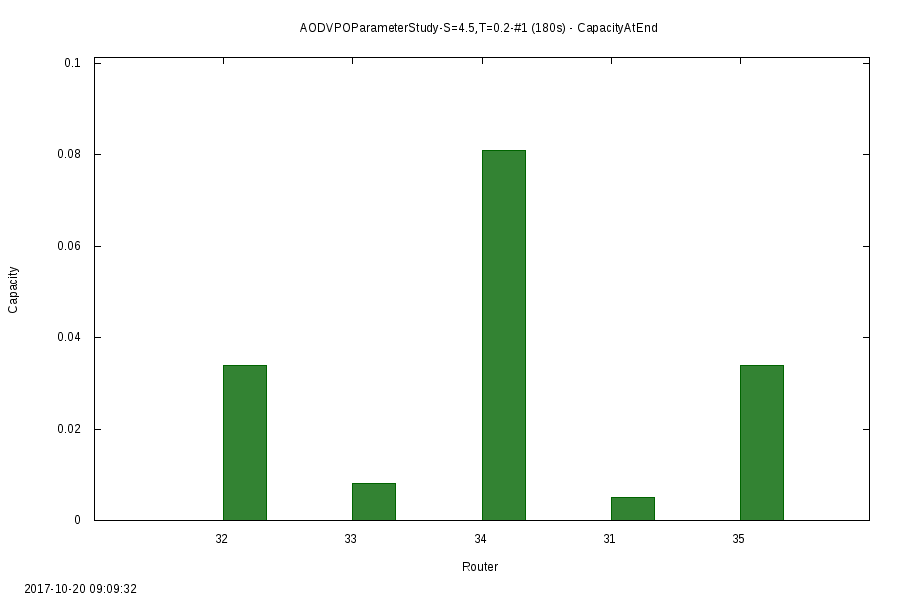 AODVPOParameterStudy-S=4.5,T=0.2-#1 (180s) - CapacityAtEnd
0.1
0.08
0.06
0.04
0.02
0
Capacity
32 33 34 31 35
Router
2017-10-20 09:09:32